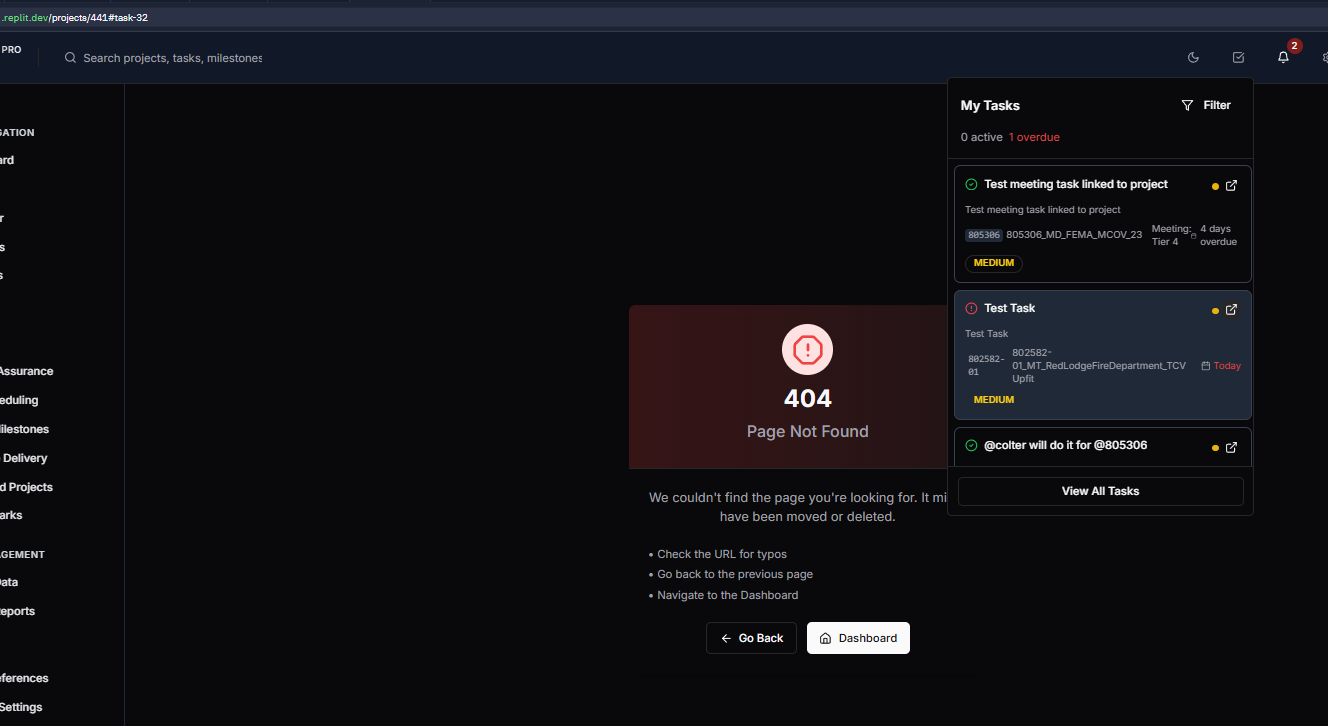 .replit.dev/projects/441#task-32
PRO
Search projects, tasks, milestones
2
My Tasks
Filter
0 active 1 overdue
Test meeting task linked to project
Test meeting task linked to project
805306 805306_MD_FEMA_MCOV_23
Meeting:
Tier 4
4 days
overdue
MEDIUM
Test Task
Test Task
802582-
01
802582-
01_MT_RedLodgeFireDepartment_TCV
Upfit
Today
MEDIUM
@colter will do it for @805306
View All Tasks
GATION
ard
r
s
s
Assurance
eduling
Milestones
Delivery
d Projects
arks
AGEMENT
Data
eports
eferences
Settings
404
Page Not Found
We couldn't find the page you're looking for. It mi
have been moved or deleted.
• Check the URL for typos
• Go back to the previous page
• Navigate to the Dashboard
Go Back
Dashboard